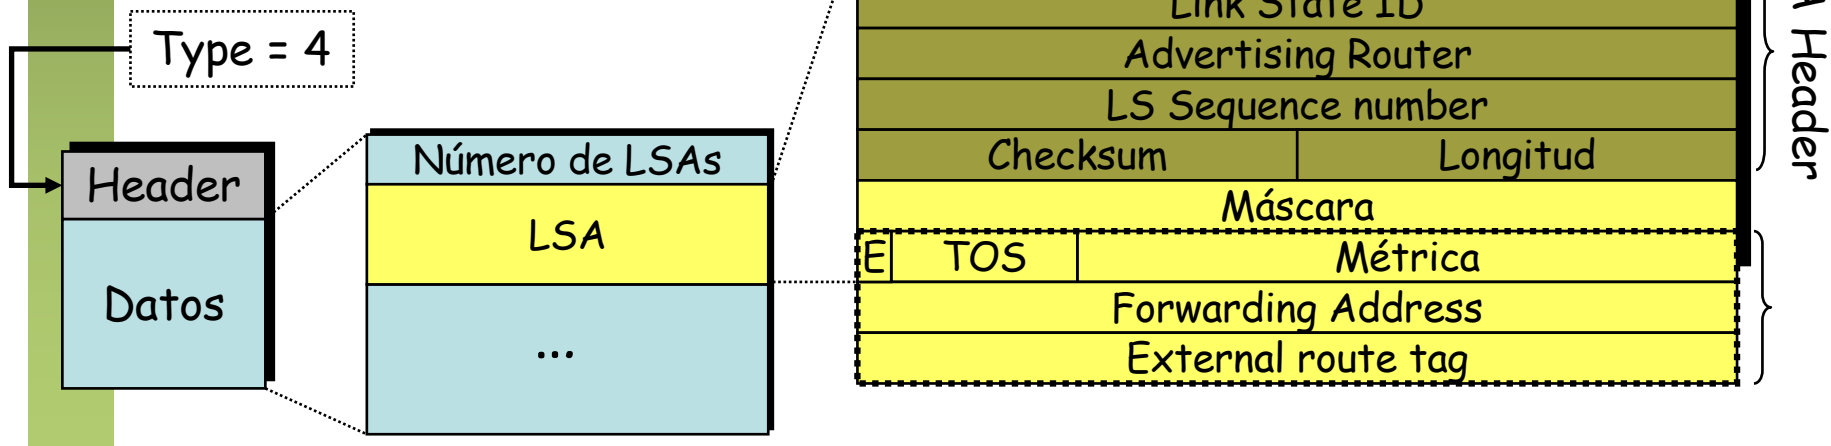 Link State ID
Type = 4
Advertising Router
A Header
LS Sequence number
Checksum
Longitud
Número de LSAs
Header
Máscara
LSA
E
TOS
Métrica
Datos
Forwarding Address
...
External route tag